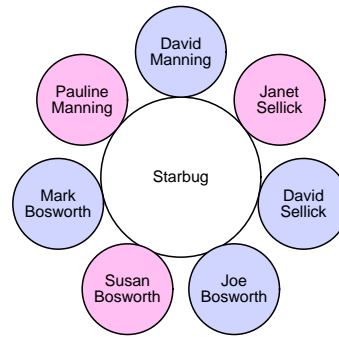 David
Manning
Pauline
Manning
Janet
Sellick
Starbug
Mark
Bosworth
David
Sellick
Susan
Bosworth
Joe
Bosworth